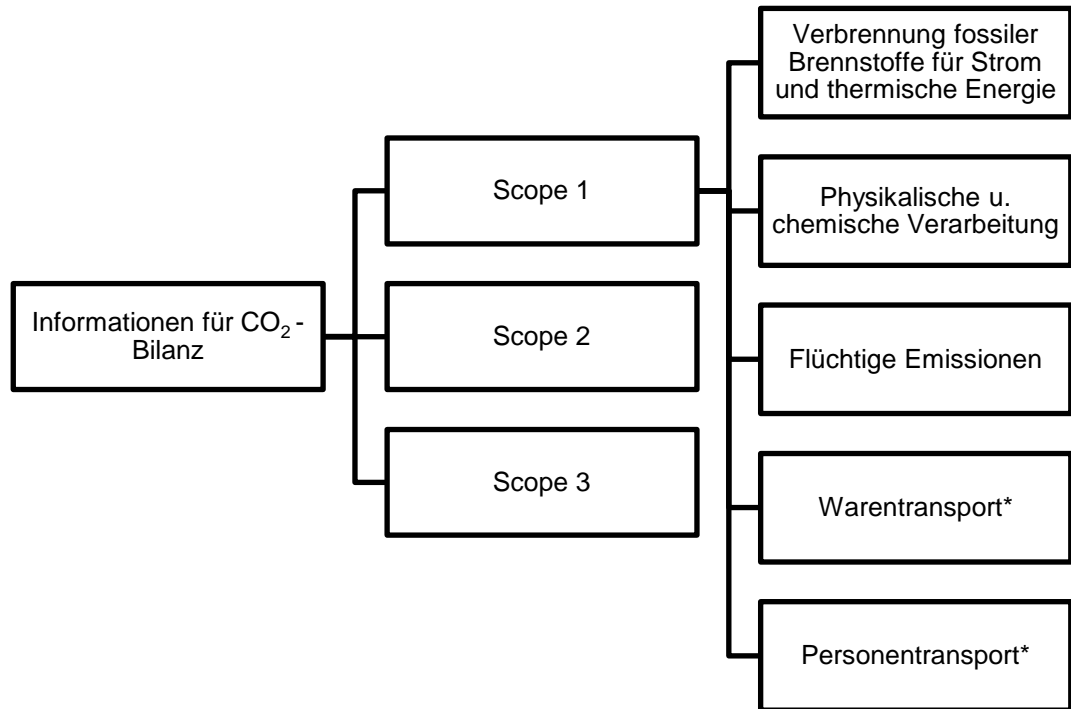 Informationen für CO₂ -
Bilanz
Scope 1
Scope 2
Scope 3
Verbrennung fossiler
Brennstoffe für Strom
und thermische Energie
Physikalische u.
chemische Verarbeitung
Flüchtige Emissionen
Warentransport*
Personentransport*